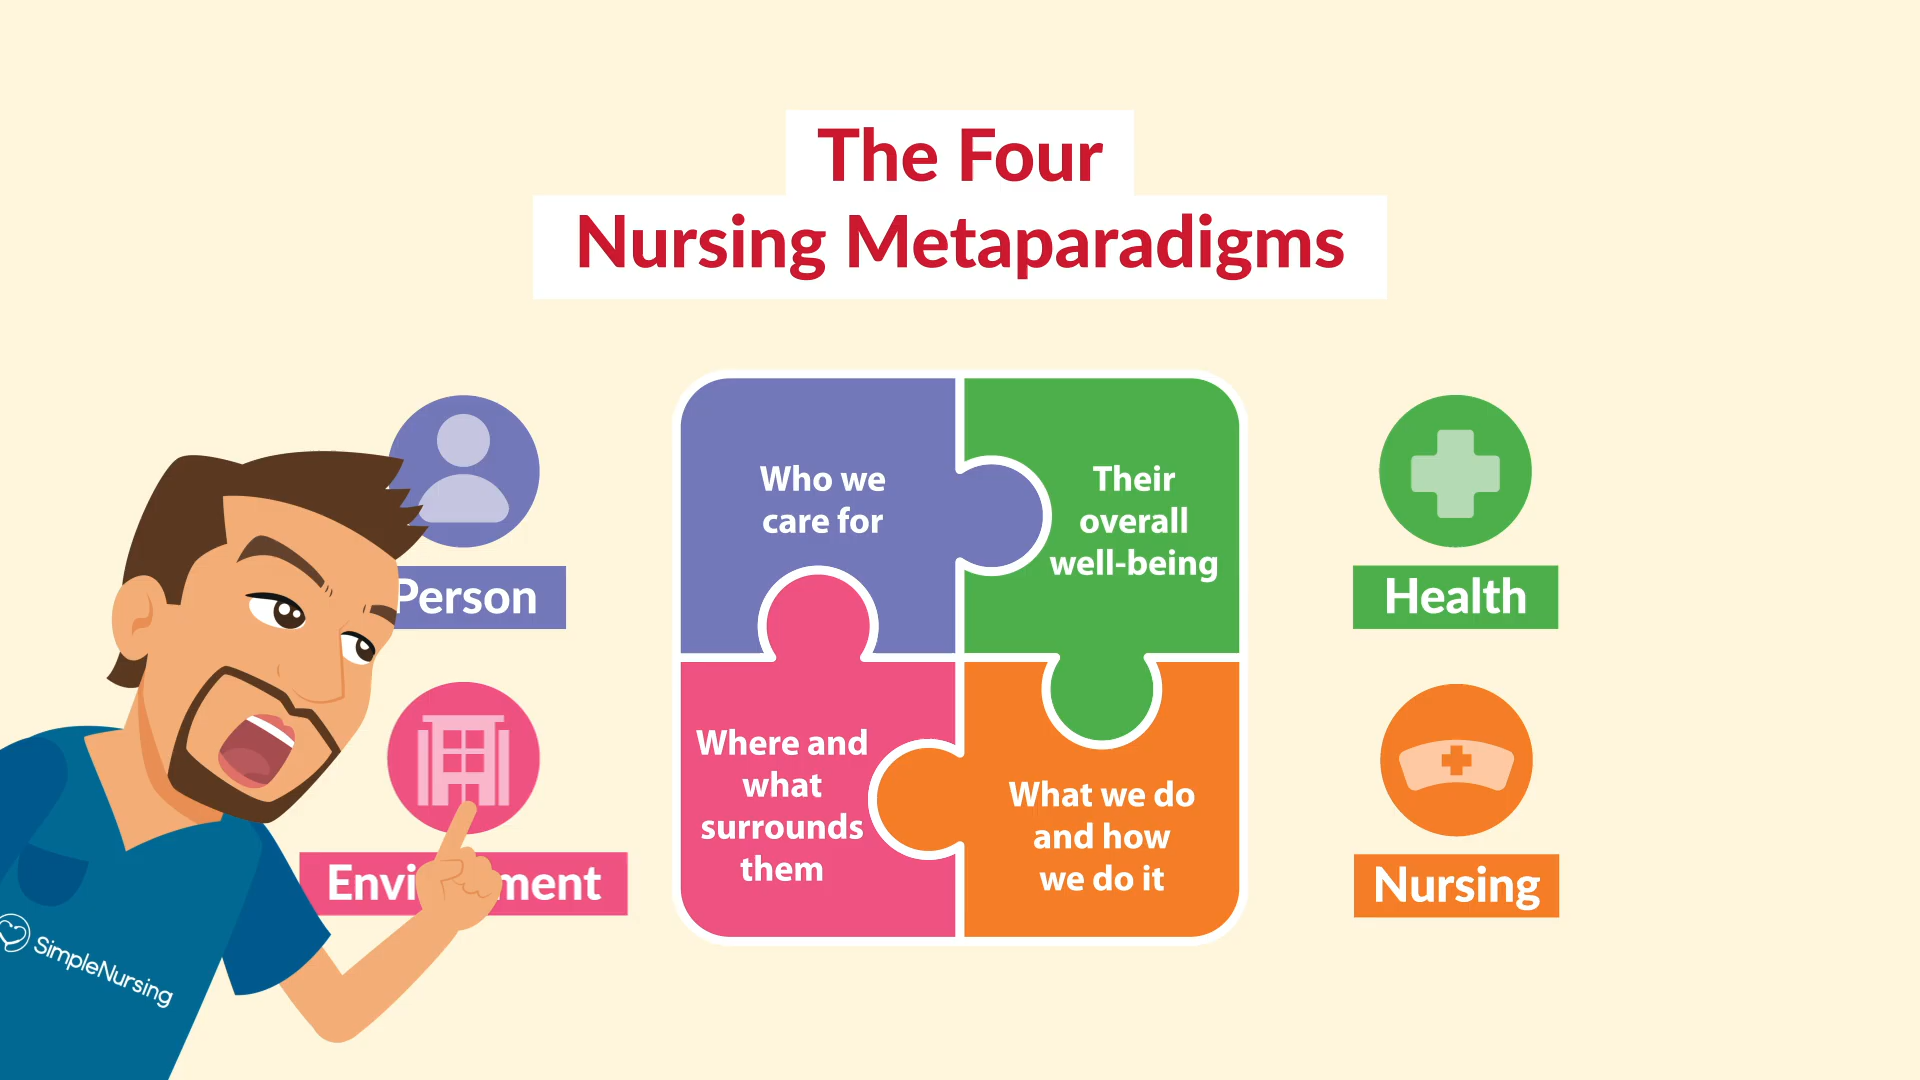 The Four
Nursing Metaparadigms
Person
Who we
care for
Their
overall
well-being
Health
Where and
what
surrounds
them
What we do
and how
we do it
Nursing
SimpleNursing